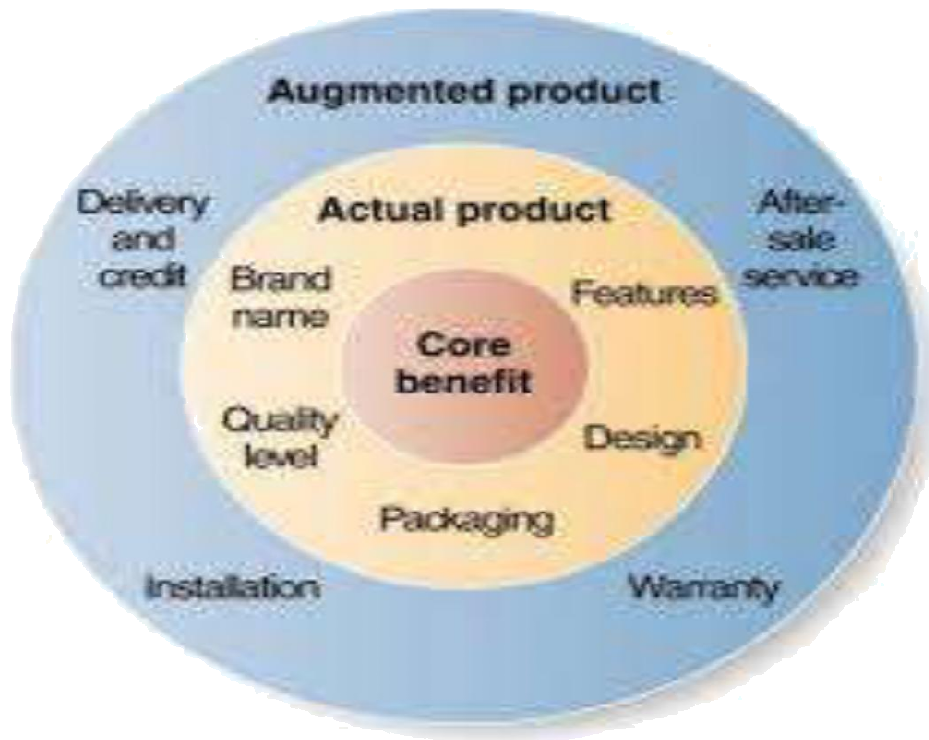 Augmented product
Delivery
and
credit
After-
sale
service
Actual product
Brand
name
Features
Core
benefit
Quality
level
Design
Packaging
Installation
Warranty